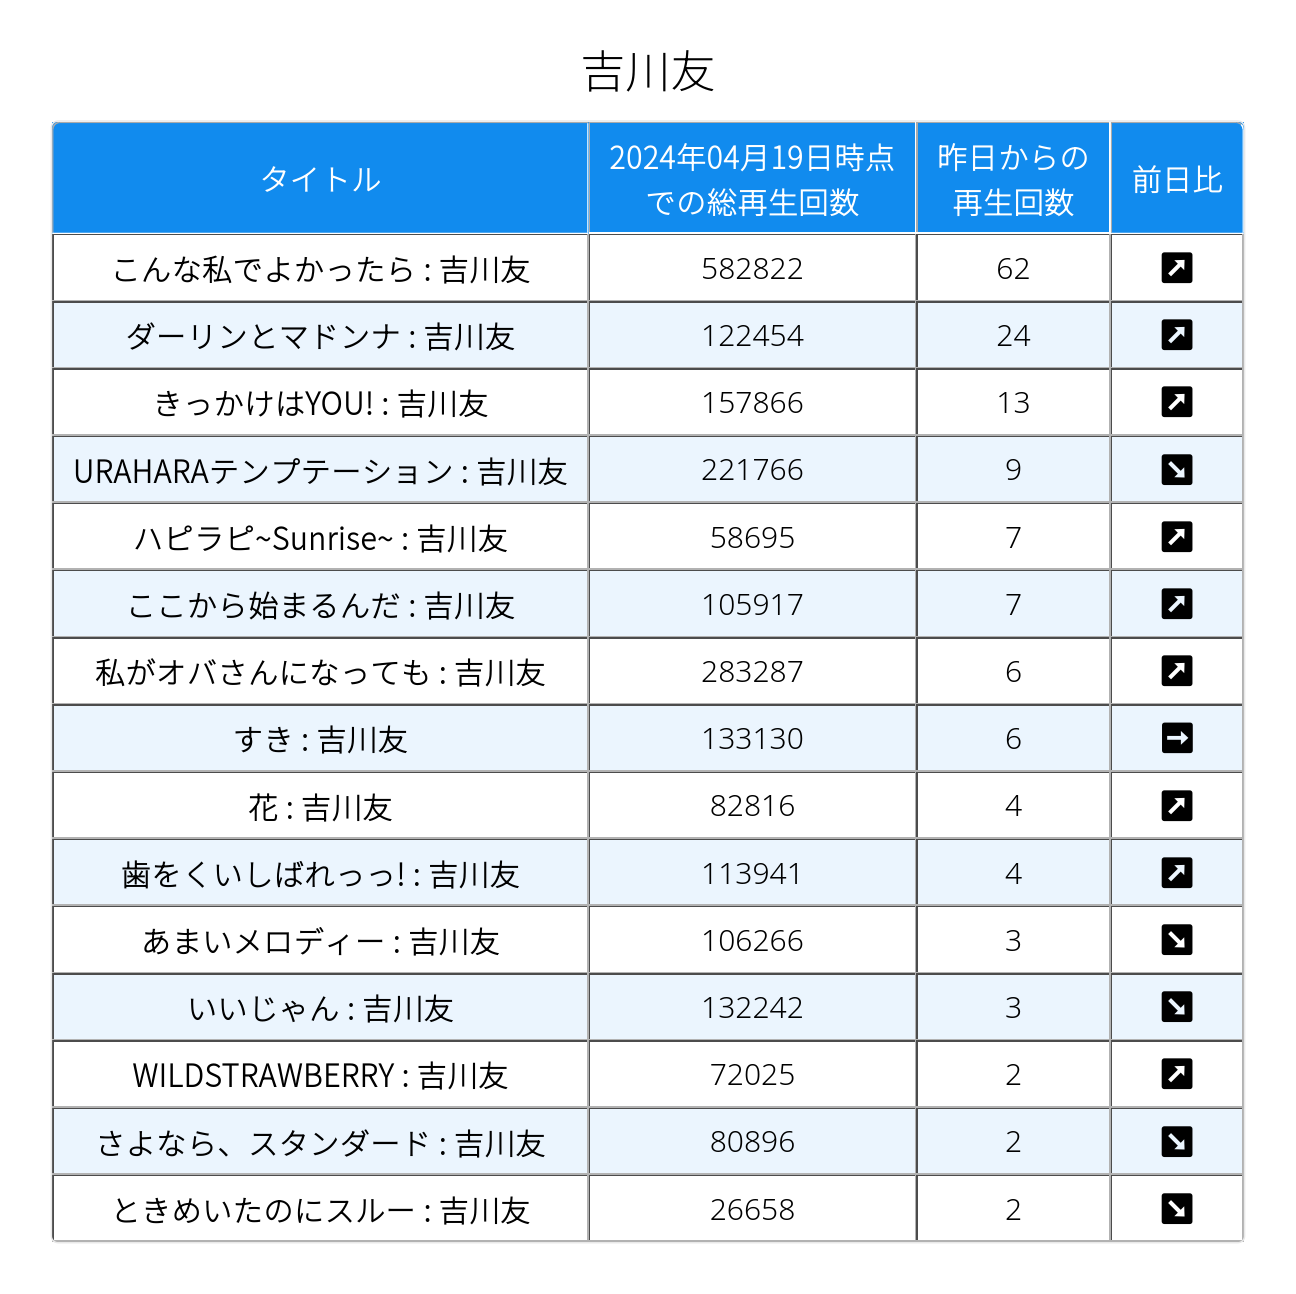 吉川友
タイトル
2024年04月19日時点
での総再生回数
昨日からの
再生回数
前日比
こんな私でよかったら : 吉川友 582822 62 ↗
ダーリンとマドンナ : 吉川友 122454 24 ↗
きっかけはYOU! : 吉川友 157866 13 ↗
URAHARAテンプテーション : 吉川友 221766 9 ↘
ハピラピ~Sunrise~ : 吉川友 58695 7 ↗
ここから始まるんだ : 吉川友 105917 7 ↗
私がオバさんになっても : 吉川友 283287 6 ↗
すき : 吉川友 133130 6 →
花 : 吉川友 82816 4 ↗
歯をくいしばれっっ! : 吉川友 113941 4 ↗
あまいメロディー : 吉川友 106266 3 ↘
いいじゃん : 吉川友 132242 3 ↘
WILDSTRAWBERRY : 吉川友 72025 2 ↗
さよなら、スタンダード : 吉川友 80896 2 ↘
ときめいたのにスルー : 吉川友 26658 2 ↘